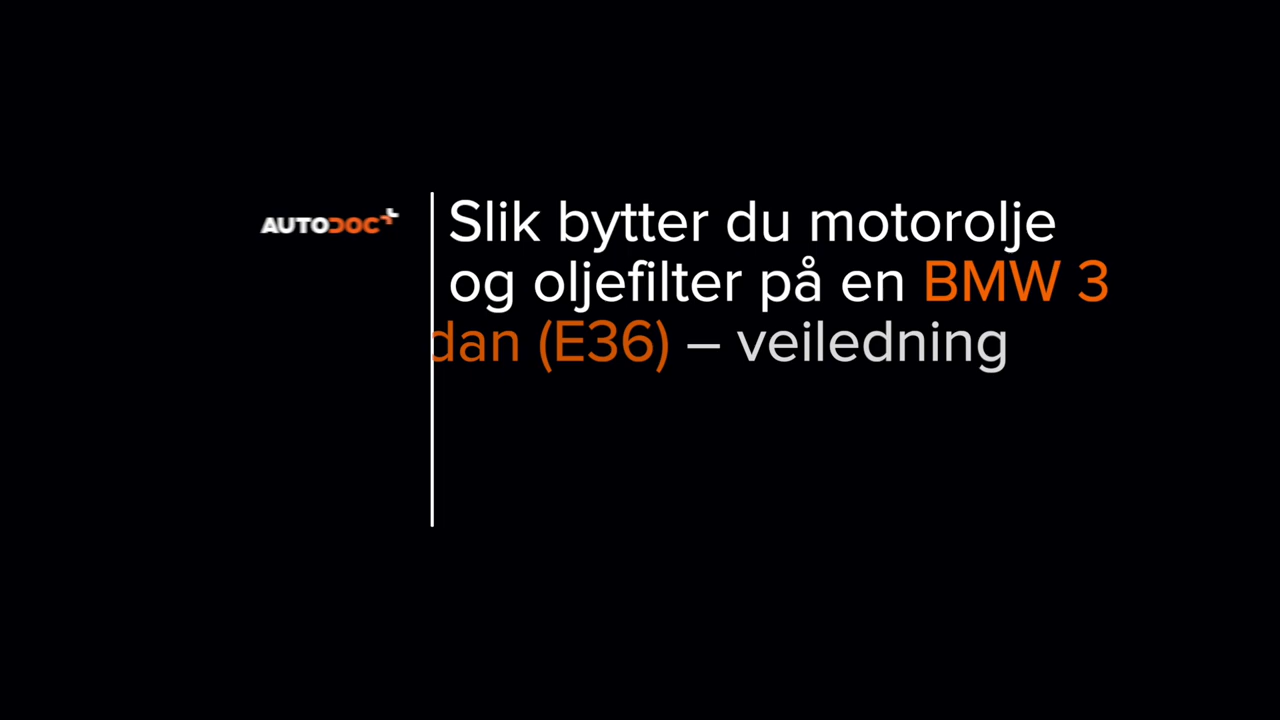 AUTODOC
Slik bytter du motorolje
og oljefilter på en BMW 3
dan (E36) – veiledning